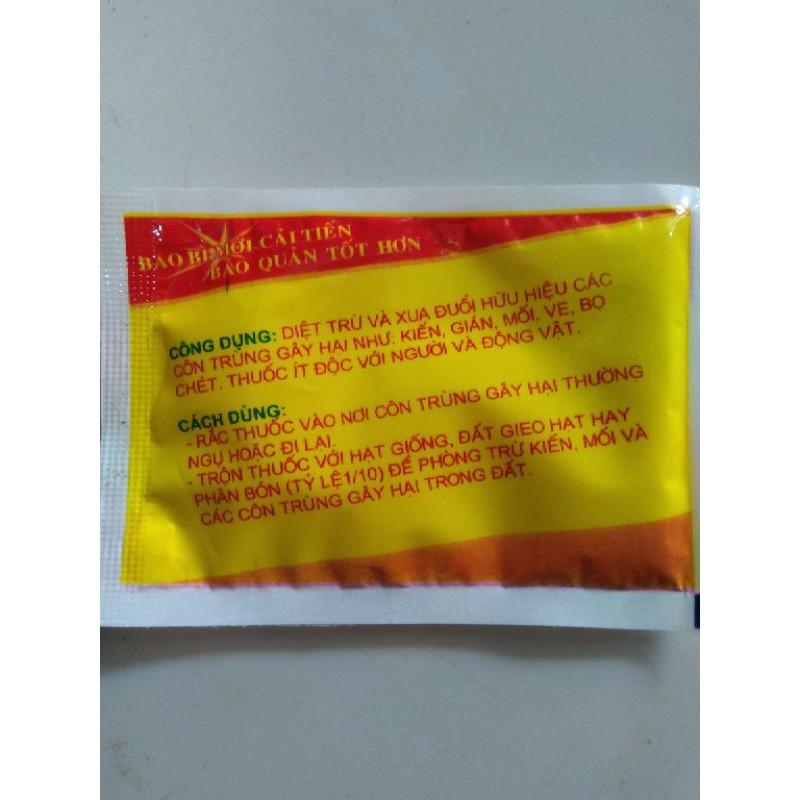 BAO BÌ MỚI CẢI TIẾN
BẢO QUẢN TỐT HƠN
CÔNG DỤNG: DIỆT TRỪ VÀ XUA ĐUỔI HỮU HIỆU CÁC
CÔN TRÙNG GÂY HẠI NHƯ: KIẾN, GIÁN, MỐI, VE, BỌ
CHÉT. THUỐC ÍT ĐỘC VỚI NGƯỜI VÀ ĐỘNG VẬT.
CÁCH DÙNG:
- RẮC THUỐC VÀO NƠI CÔN TRÙNG GÂY HẠI THƯỜNG
NGỤ HOẶC ĐI LẠI.
- TRỘN THUỐC VỚI HẠT GIỐNG, ĐẤT GIEO HẠT HAY
PHÂN BÓN (TỶ LỆ1/10) ĐỂ PHÒNG TRỪ KIẾN, MỐI VÀ
CÁC CÔN TRÙNG GÂY HẠI TRONG ĐẤT.